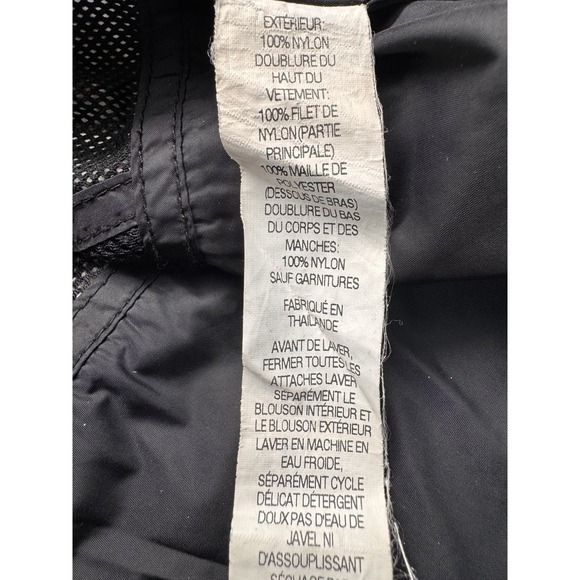 EXTÉRIEUR:
100% NYLON
DOUBLURE DU
HAUT DU
VETEMENT:
100% FILET DE
NYLON (PARTIE
PRINCIPALE)
100% MAILLE DE
POLYESTER
(DESSOUS DE BRAS)
DOUBLURE DU BAS
DU CORPS ET DES
MANCHES:
100% NYLON
SAUF GARNITURES
FABRIQUÉ EN
THAILANDE
AVANT DE LAVER,
FERMER TOUTES LES
ATTACHES LAVER
SÉPARÉMENT LE
BLOUSON INTÉRIEUR ET
LE BLOUSON EXTÉRIEUR
LAVER EN MACHINE EN
EAU FROIDE,
SÉPARÉMENT CYCLE
DÉLICAT DÉTERGENT
DOUX PAS D'EAU DE
JAVEL NI
D'ASSOUPLISSANT